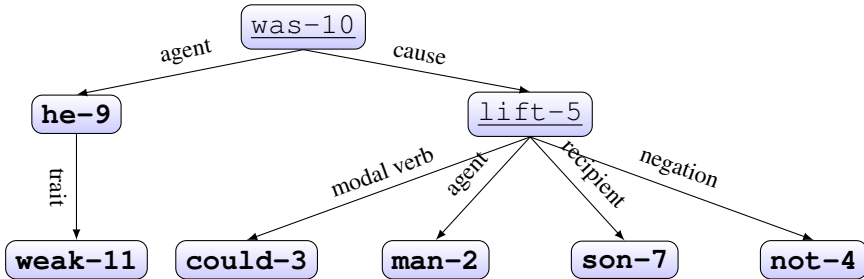 was-10
agent
cause
he-9
lift-5
trait
modal verb
agent
recipient
negation
weak-11
could-3
man-2
son-7
not-4